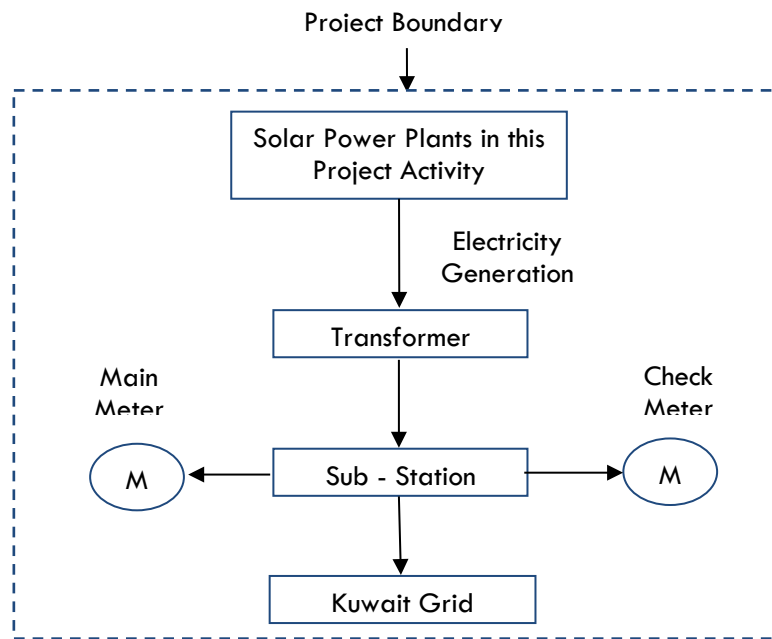 Project Boundary
Solar Power Plants in this
Project Activity
Electricity
Generation
Transformer
Main
Meter
Check
Meter
M
Sub - Station
M
Kuwait Grid